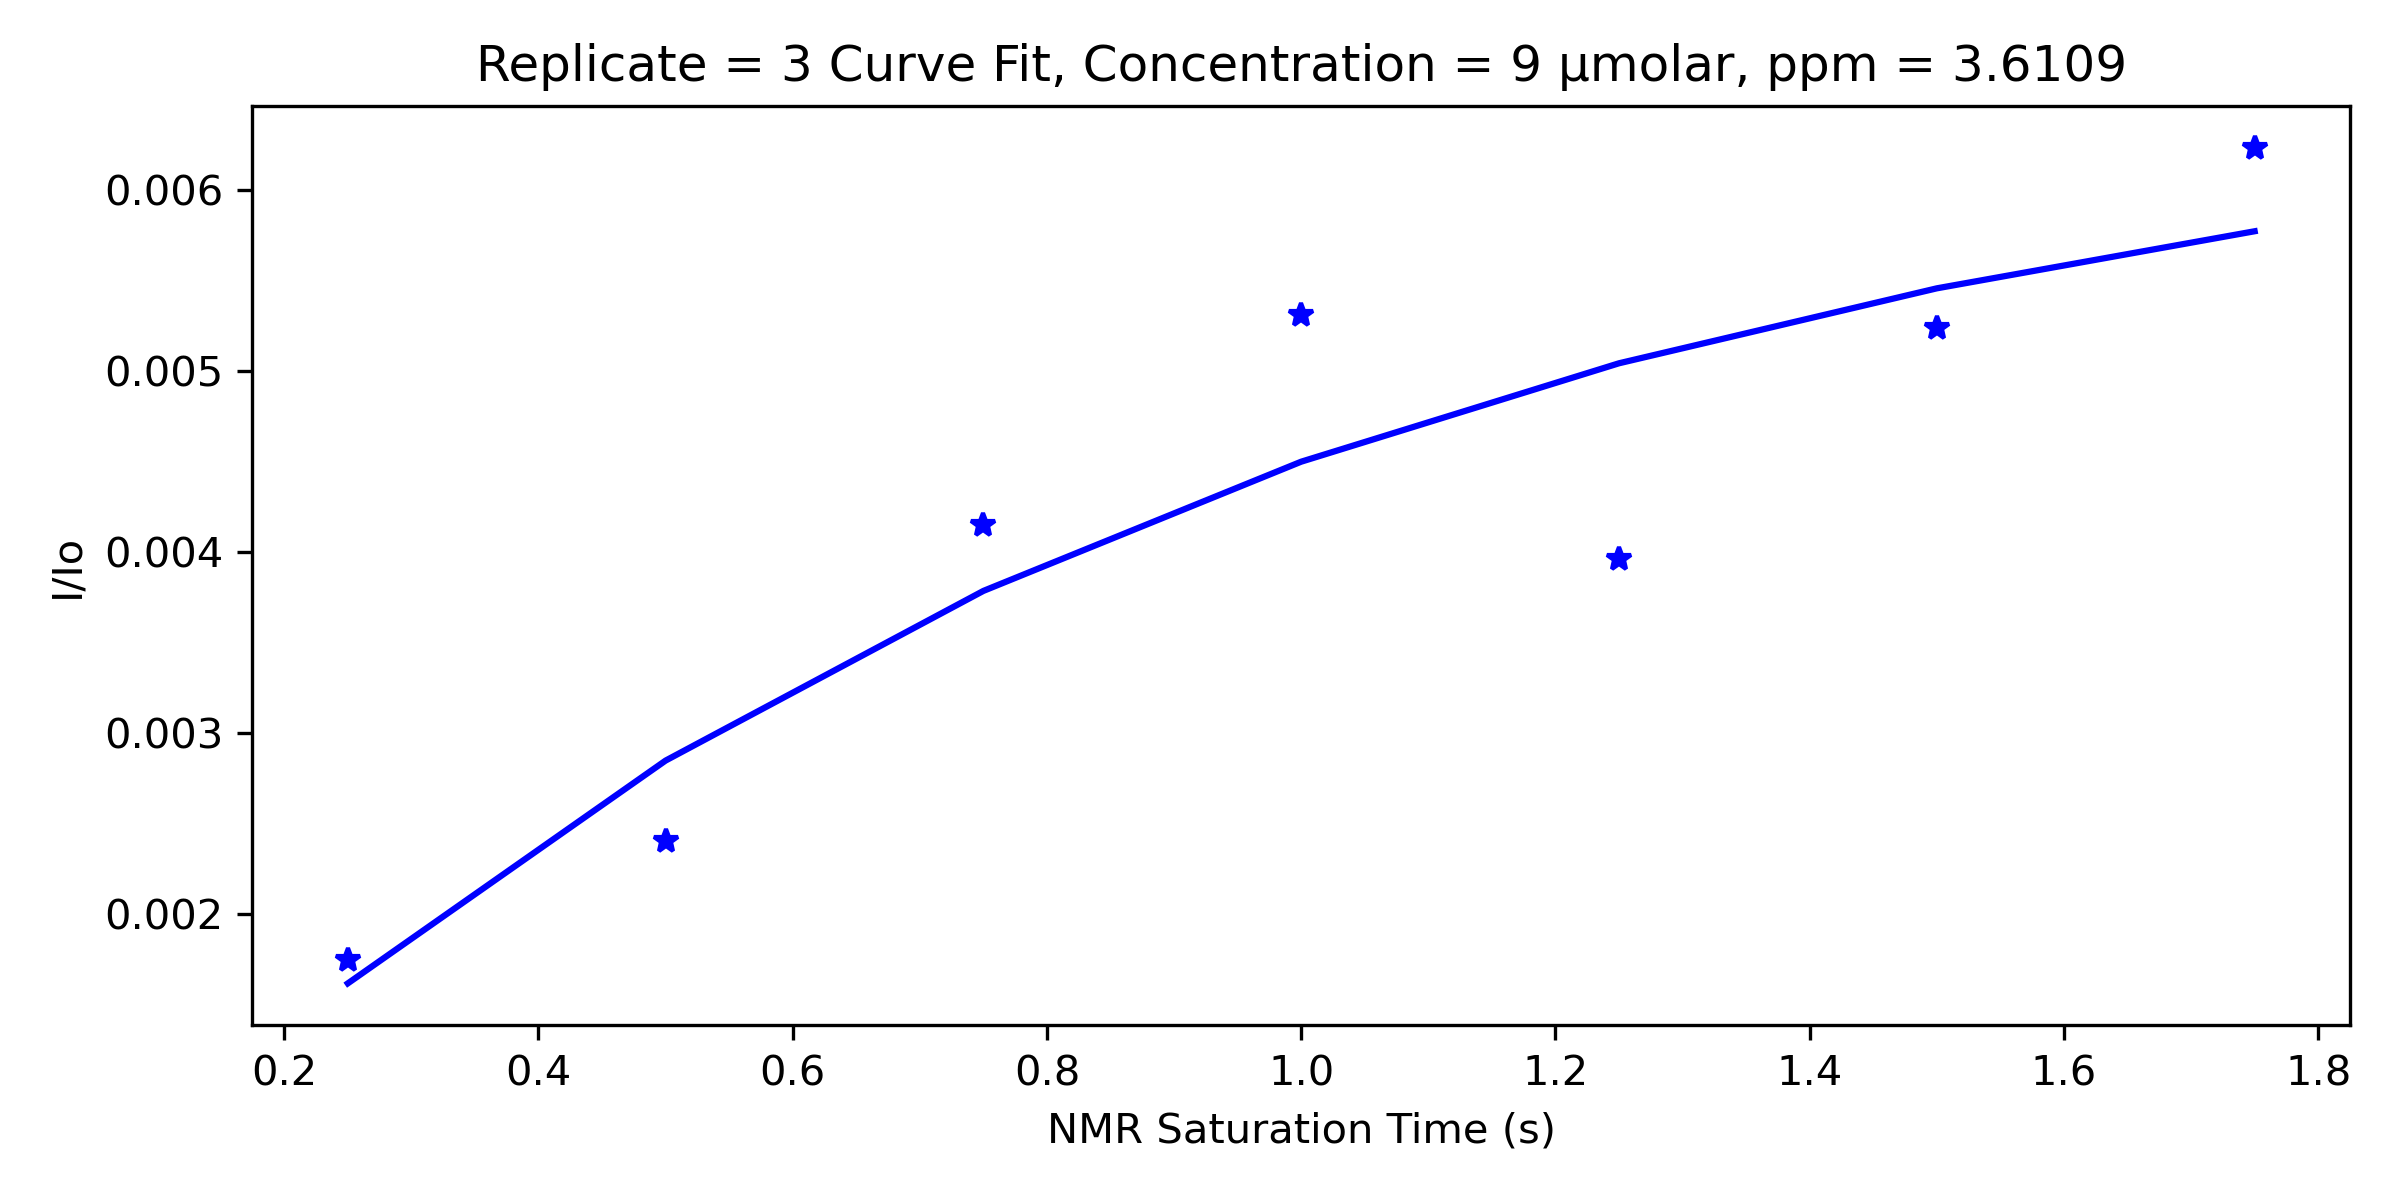 Replicate = 3 Curve Fit, Concentration = 9 µmolar, ppm = 3.6109
0.006
0.005
0.004
0.003
0.002
I/Io
0.2 0.4 0.6 0.8 1.0 1.2 1.4 1.6 1.8
NMR Saturation Time (s)